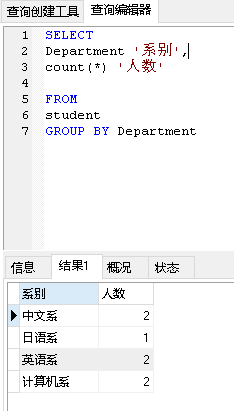 查询创建工具 查询编辑器
1 SELECT
2 Department '系别',
3 count(*) '人数'
4
5 FROM
6 student
7 GROUP BY Department
信息 结果1 概况 状态
系别 人数
中文系 2
日语系 1
英语系 2
计算机系 2